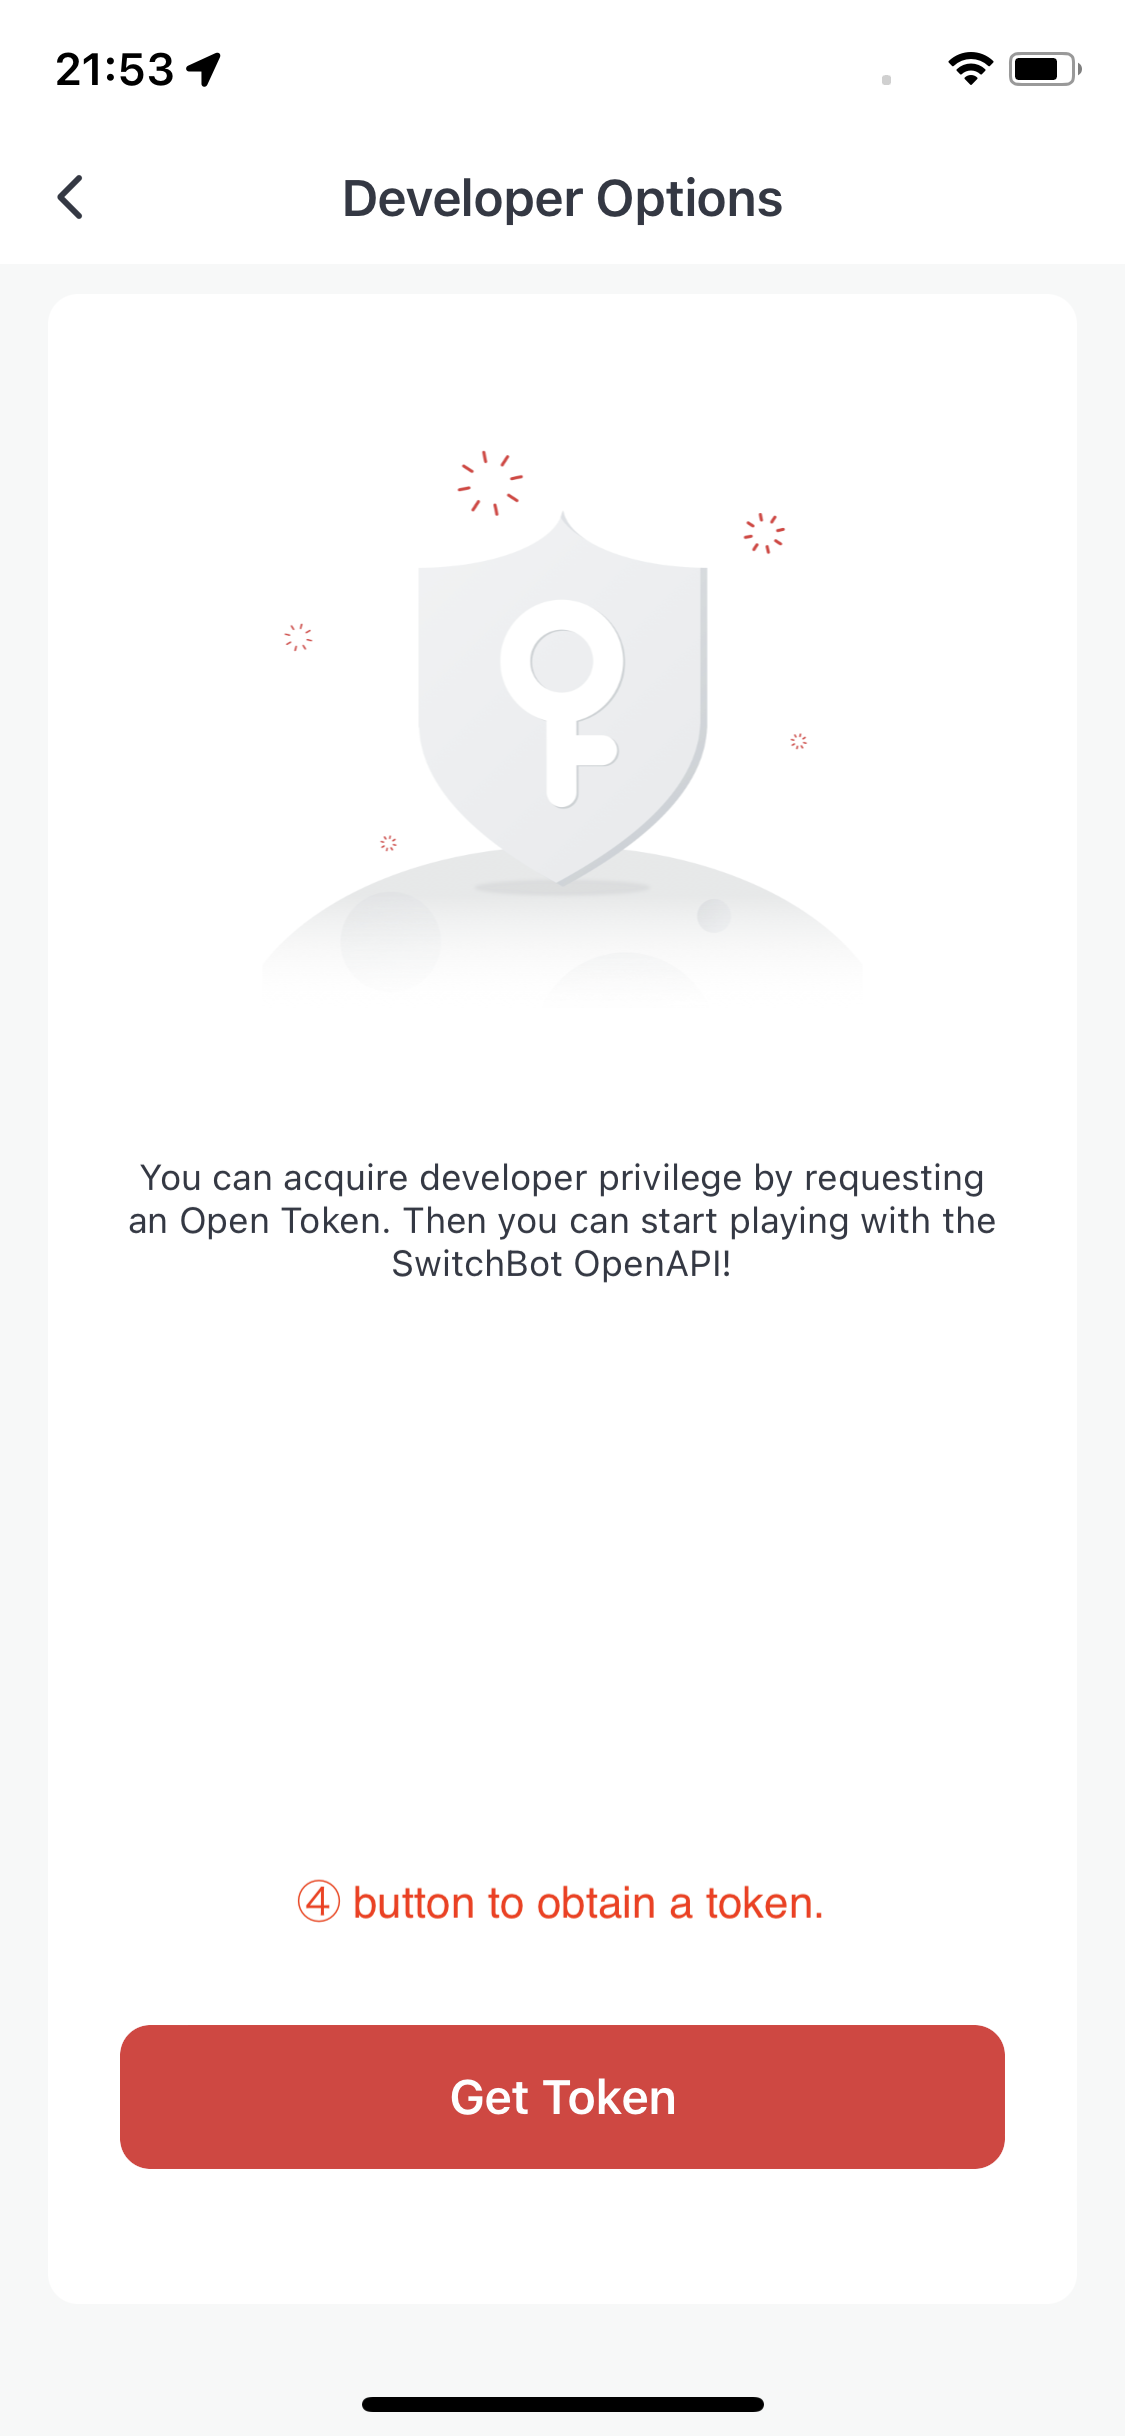 21:53
Developer Options
You can acquire developer privilege by requesting
an Open Token. Then you can start playing with the
SwitchBot OpenAPI!
④ button to obtain a token.
Get Token